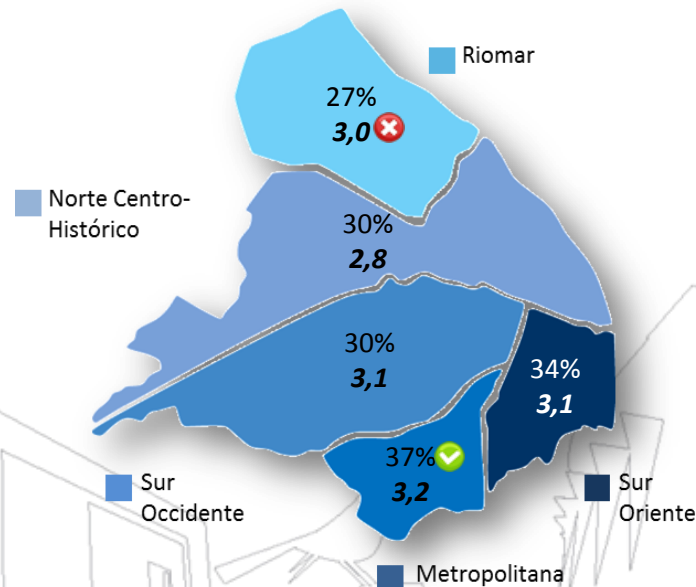 Riomar
27%
3,0
Norte Centro-
Histórico
30%
2,8
30%
3,1
34%
3,1
37%
3,2
Sur
Occidente
Sur
Oriente
Metropolitana